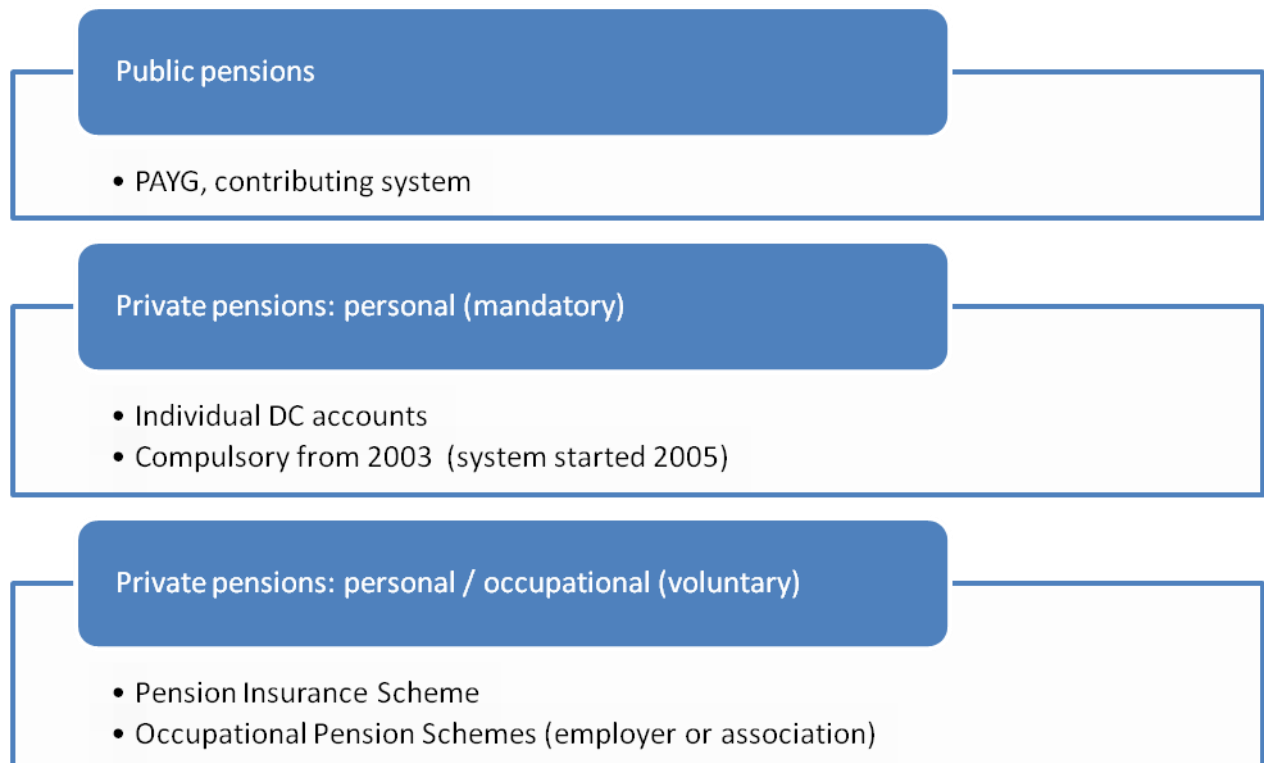 Public pensions
• PAYG, contributing system
Private pensions: personal (mandatory)
• Individual DC accounts
• Compulsory from 2003 (system started 2005)
Private pensions: personal / occupational (voluntary)
• Pension Insurance Scheme
• Occupational Pension Schemes (employer or association)